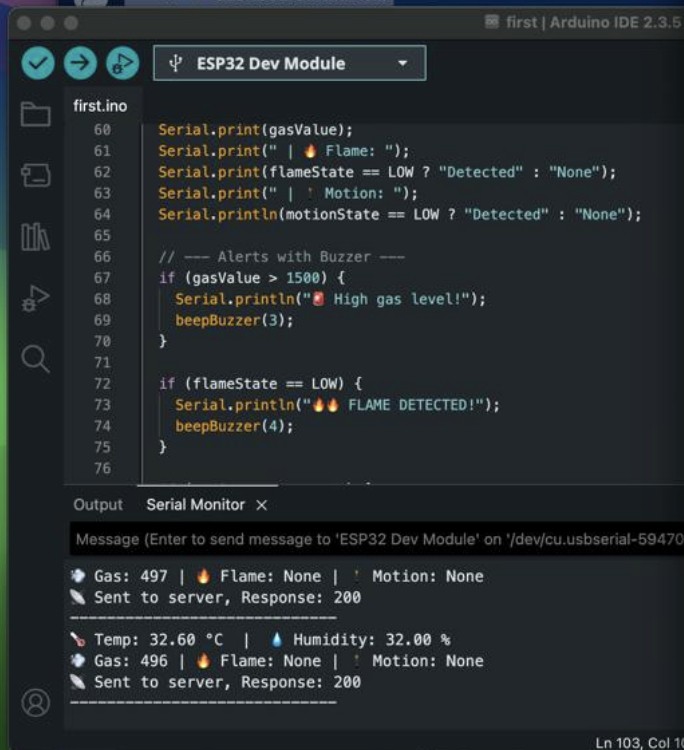 first | Arduino IDE 2.3.5
ESP32 Dev Module
first.ino
60 Serial.print(gasValue);
61 Serial.print(" | 🔥 Flame: ");
62 Serial.print(flameState == LOW ? "Detected" : "None");
63 Serial.print(" | Motion: ");
64 Serial.println(motionState == LOW ? "Detected" : "None");
65
66 // --- Alerts with Buzzer ---
67 if (gasValue > 1500) {
68 Serial.println("🚨 High gas level!");
69 beepBuzzer(3);
70 }
71
72 if (flameState == LOW) {
73 Serial.println("🔥🔥 FLAME DETECTED!");
74 beepBuzzer(4);
75 }
76
Output Serial Monitor ×
Message (Enter to send message to 'ESP32 Dev Module' on '/dev/cu.usbserial-59470
💨 Gas: 497 | 🔥 Flame: None | Motion: None
📡 Sent to server, Response: 200
------------------------------
🌡 Temp: 32.60 °C | 💧 Humidity: 32.00 %
💨 Gas: 496 | 🔥 Flame: None | Motion: None
📡 Sent to server, Response: 200
------------------------------
Ln 103, Col 10